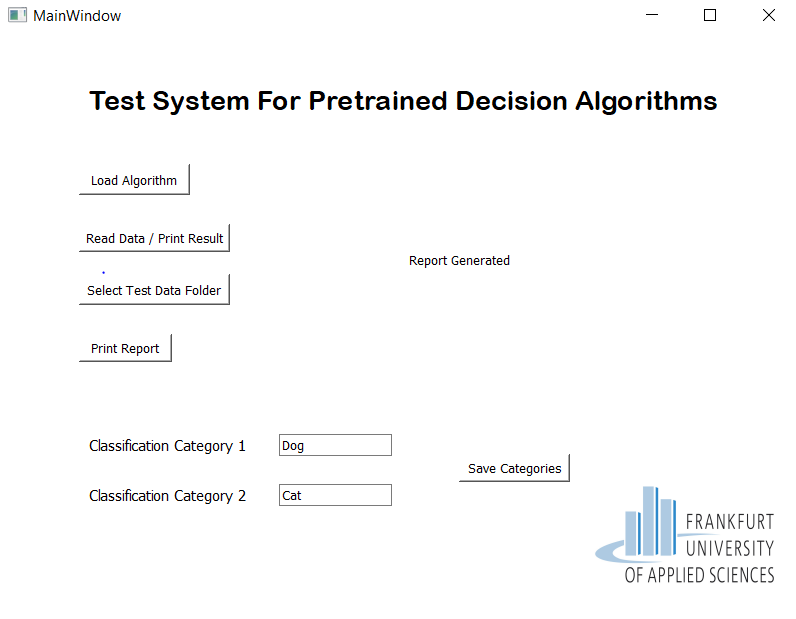 MainWindow
Test System For Pretrained Decision Algorithms
Load Algorithm
Read Data / Print Result
Report Generated
Select Test Data Folder
Print Report
Classification Category 1
Dog
Save Categories
Classification Category 2
Cat
FRANKFURT
UNIVERSITY
OF APPLIED SCIENCES